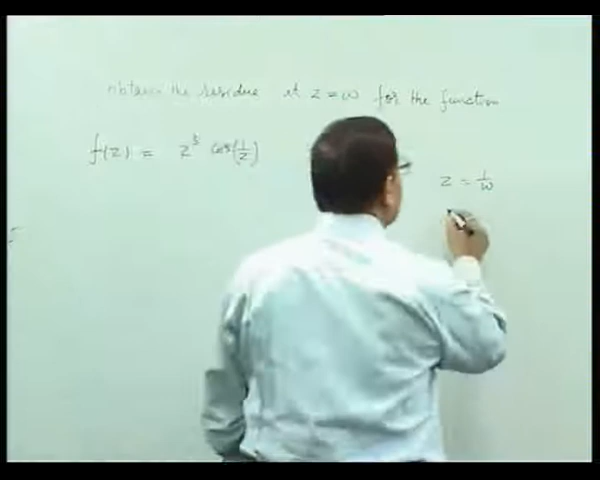 obtain the residue at z = ∞ for the function
f(z) = z³ cos(1/z)
z = 1/w